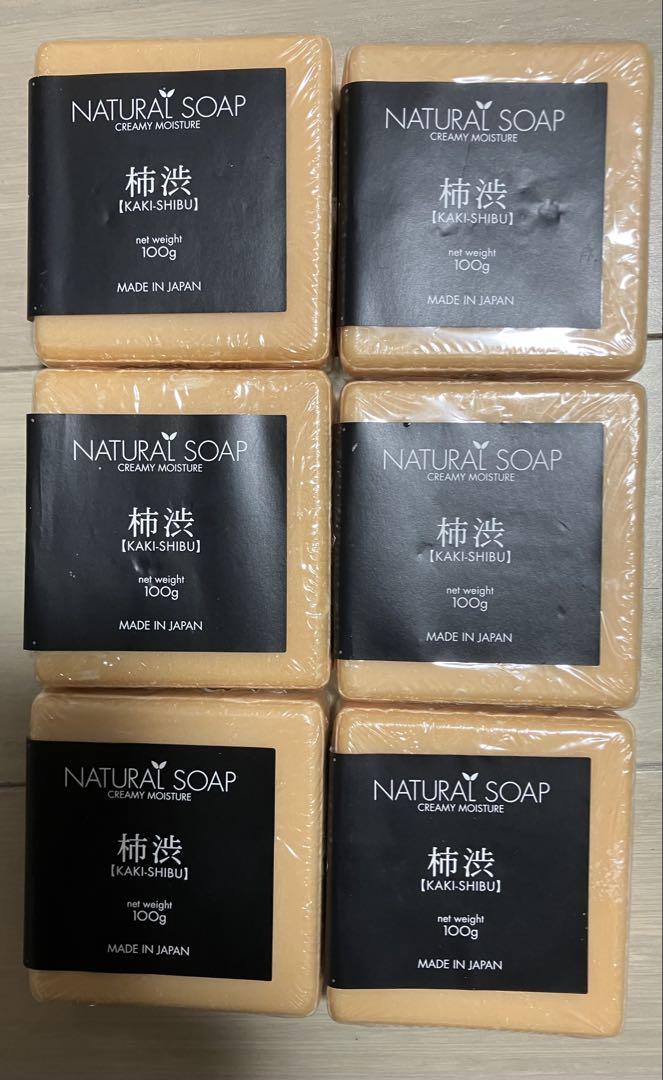 NATURAL SOAP
CREAMY MOISTURE
柿渋
【KAKI-SHIBU】
net weight
100g
MADE IN JAPAN
NATURAL SOAP
CREAMY MOISTURE
柿渋
【KAKI-SHIBU】
net weight
100g
MADE IN JAPAN
NATURAL SOAP
CREAMY MOISTURE
柿渋
【KAKI-SHIBU】
net weight
100g
MADE IN JAPAN
NATURAL SOAP
CREAMY MOISTURE
柿渋
【KAKI-SHIBU】
net weight
100g
MADE IN JAPAN
NATURAL SOAP
CREAMY MOISTURE
柿渋
【KAKI-SHIBU】
net weight
100g
MADE IN JAPAN
NATURAL SOAP
CREAMY MOISTURE
柿渋
【KAKI-SHIBU】
net weight
100g
MADE IN JAPAN